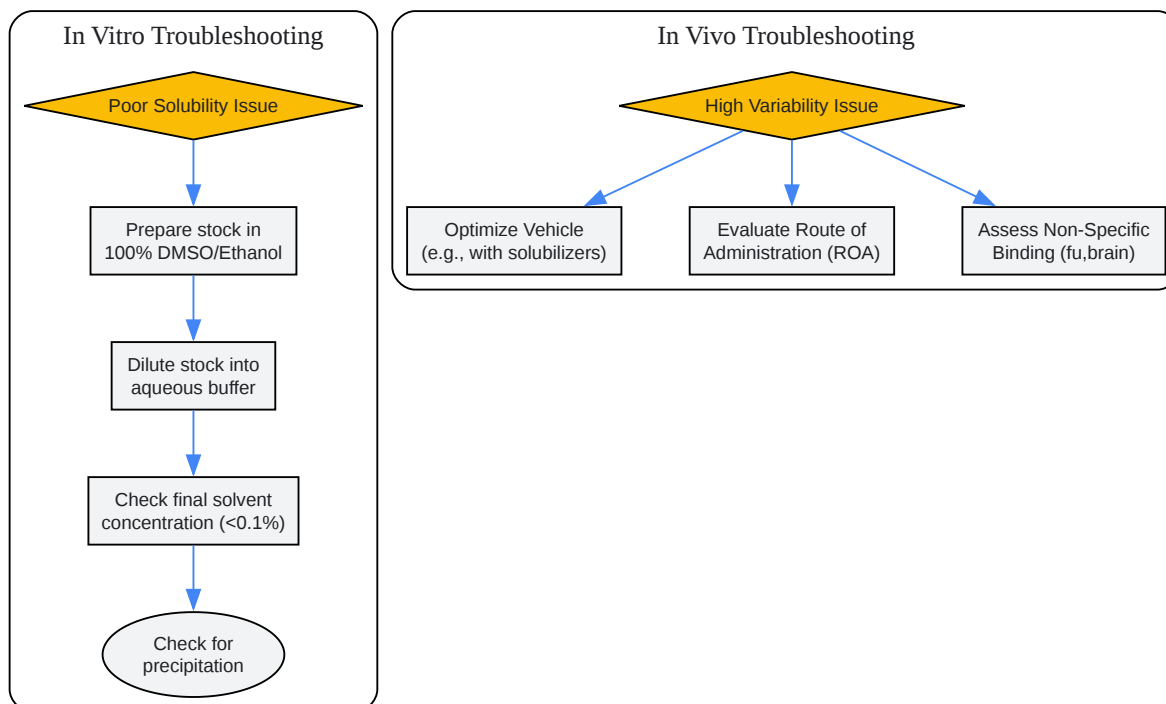 In Vitro Troubleshooting
Poor Solubility Issue
Prepare stock in
100% DMSO/Ethanol
Dilute stock into
aqueous buffer
Check final solvent
concentration (<0.1%)
Check for
precipitation
In Vivo Troubleshooting
High Variability Issue
Optimize Vehicle
(e.g., with solubilizers)
Evaluate Route of
Administration (ROA)
Assess Non-Specific
Binding (fu,brain)